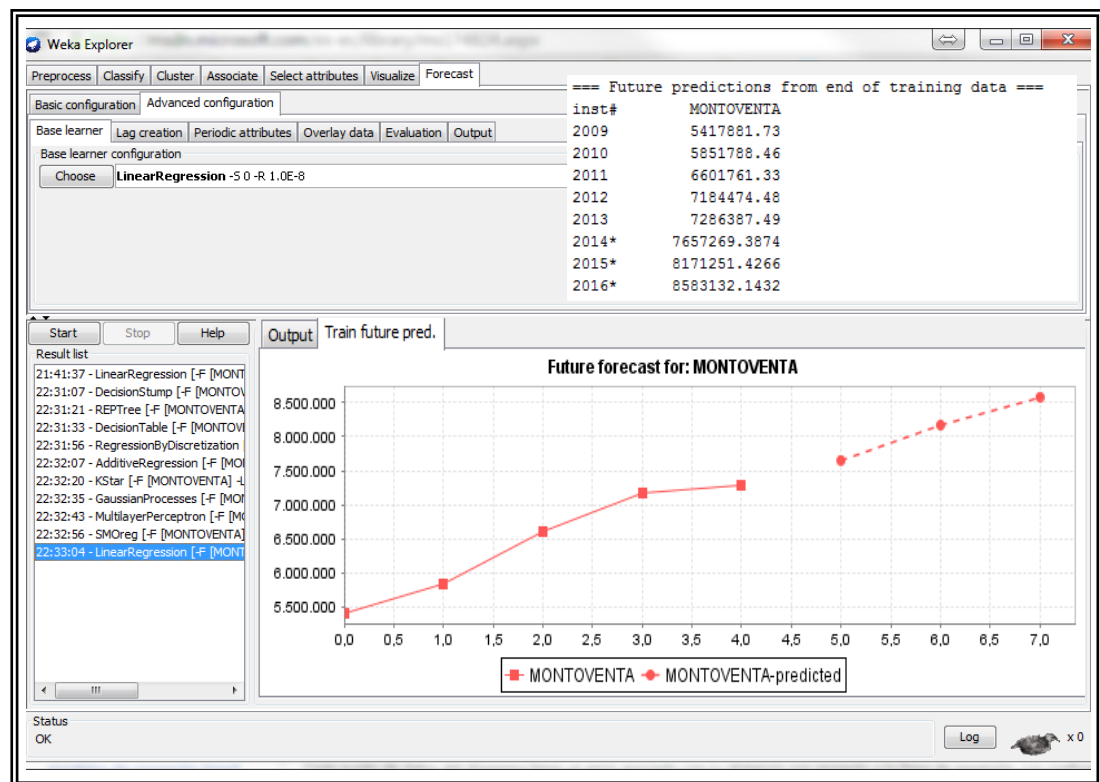 Weka Explorer
Preprocess Classify Cluster Associate Select attributes Visualize Forecast
Basic configuration Advanced configuration
Base learner Lag creation Periodic attributes Overlay data Evaluation Output
Base learner configuration
Choose LinearRegression -S 0 -R 1.0E-8
=== Future predictions from end of training data ===
inst# MONTOVENTA
2009 5417881.73
2010 5851788.46
2011 6601761.33
2012 7184474.48
2013 7286387.49
2014* 7657269.3874
2015* 8171251.4266
2016* 8583132.1432
Start Stop Help
Result list
21:41:37 - LinearRegression [-F [MONT
22:31:07 - DecisionStump [-F [MONTOV
22:31:21 - REPTree [-F [MONTOVENTA
22:31:33 - DecisionTable [-F [MONTOVI
22:31:56 - RegressionByDiscretization
22:32:07 - AdditiveRegression [-F [MOI
22:32:20 - KStar [-F [MONTOVENTA] -L
22:32:35 - GaussianProcesses [-F [MOI
22:32:43 - MultilayerPerceptron [-F [M(
22:32:56 - SMOreg [-F [MONTOVENTA]
22:33:04 - LinearRegression [-F [MONT
Output Train future pred.
Future forecast for: MONTOVENTA
8.500.000
8.000.000
7.500.000
7.000.000
6.500.000
6.000.000
5.500.000
0,0 0,5 1,0 1,5 2,0 2,5 3,0 3,5 4,0 4,5 5,0 5,5 6,0 6,5 7,0
MONTOVENTA MONTOVENTA-predicted
Status
OK
Log x 0